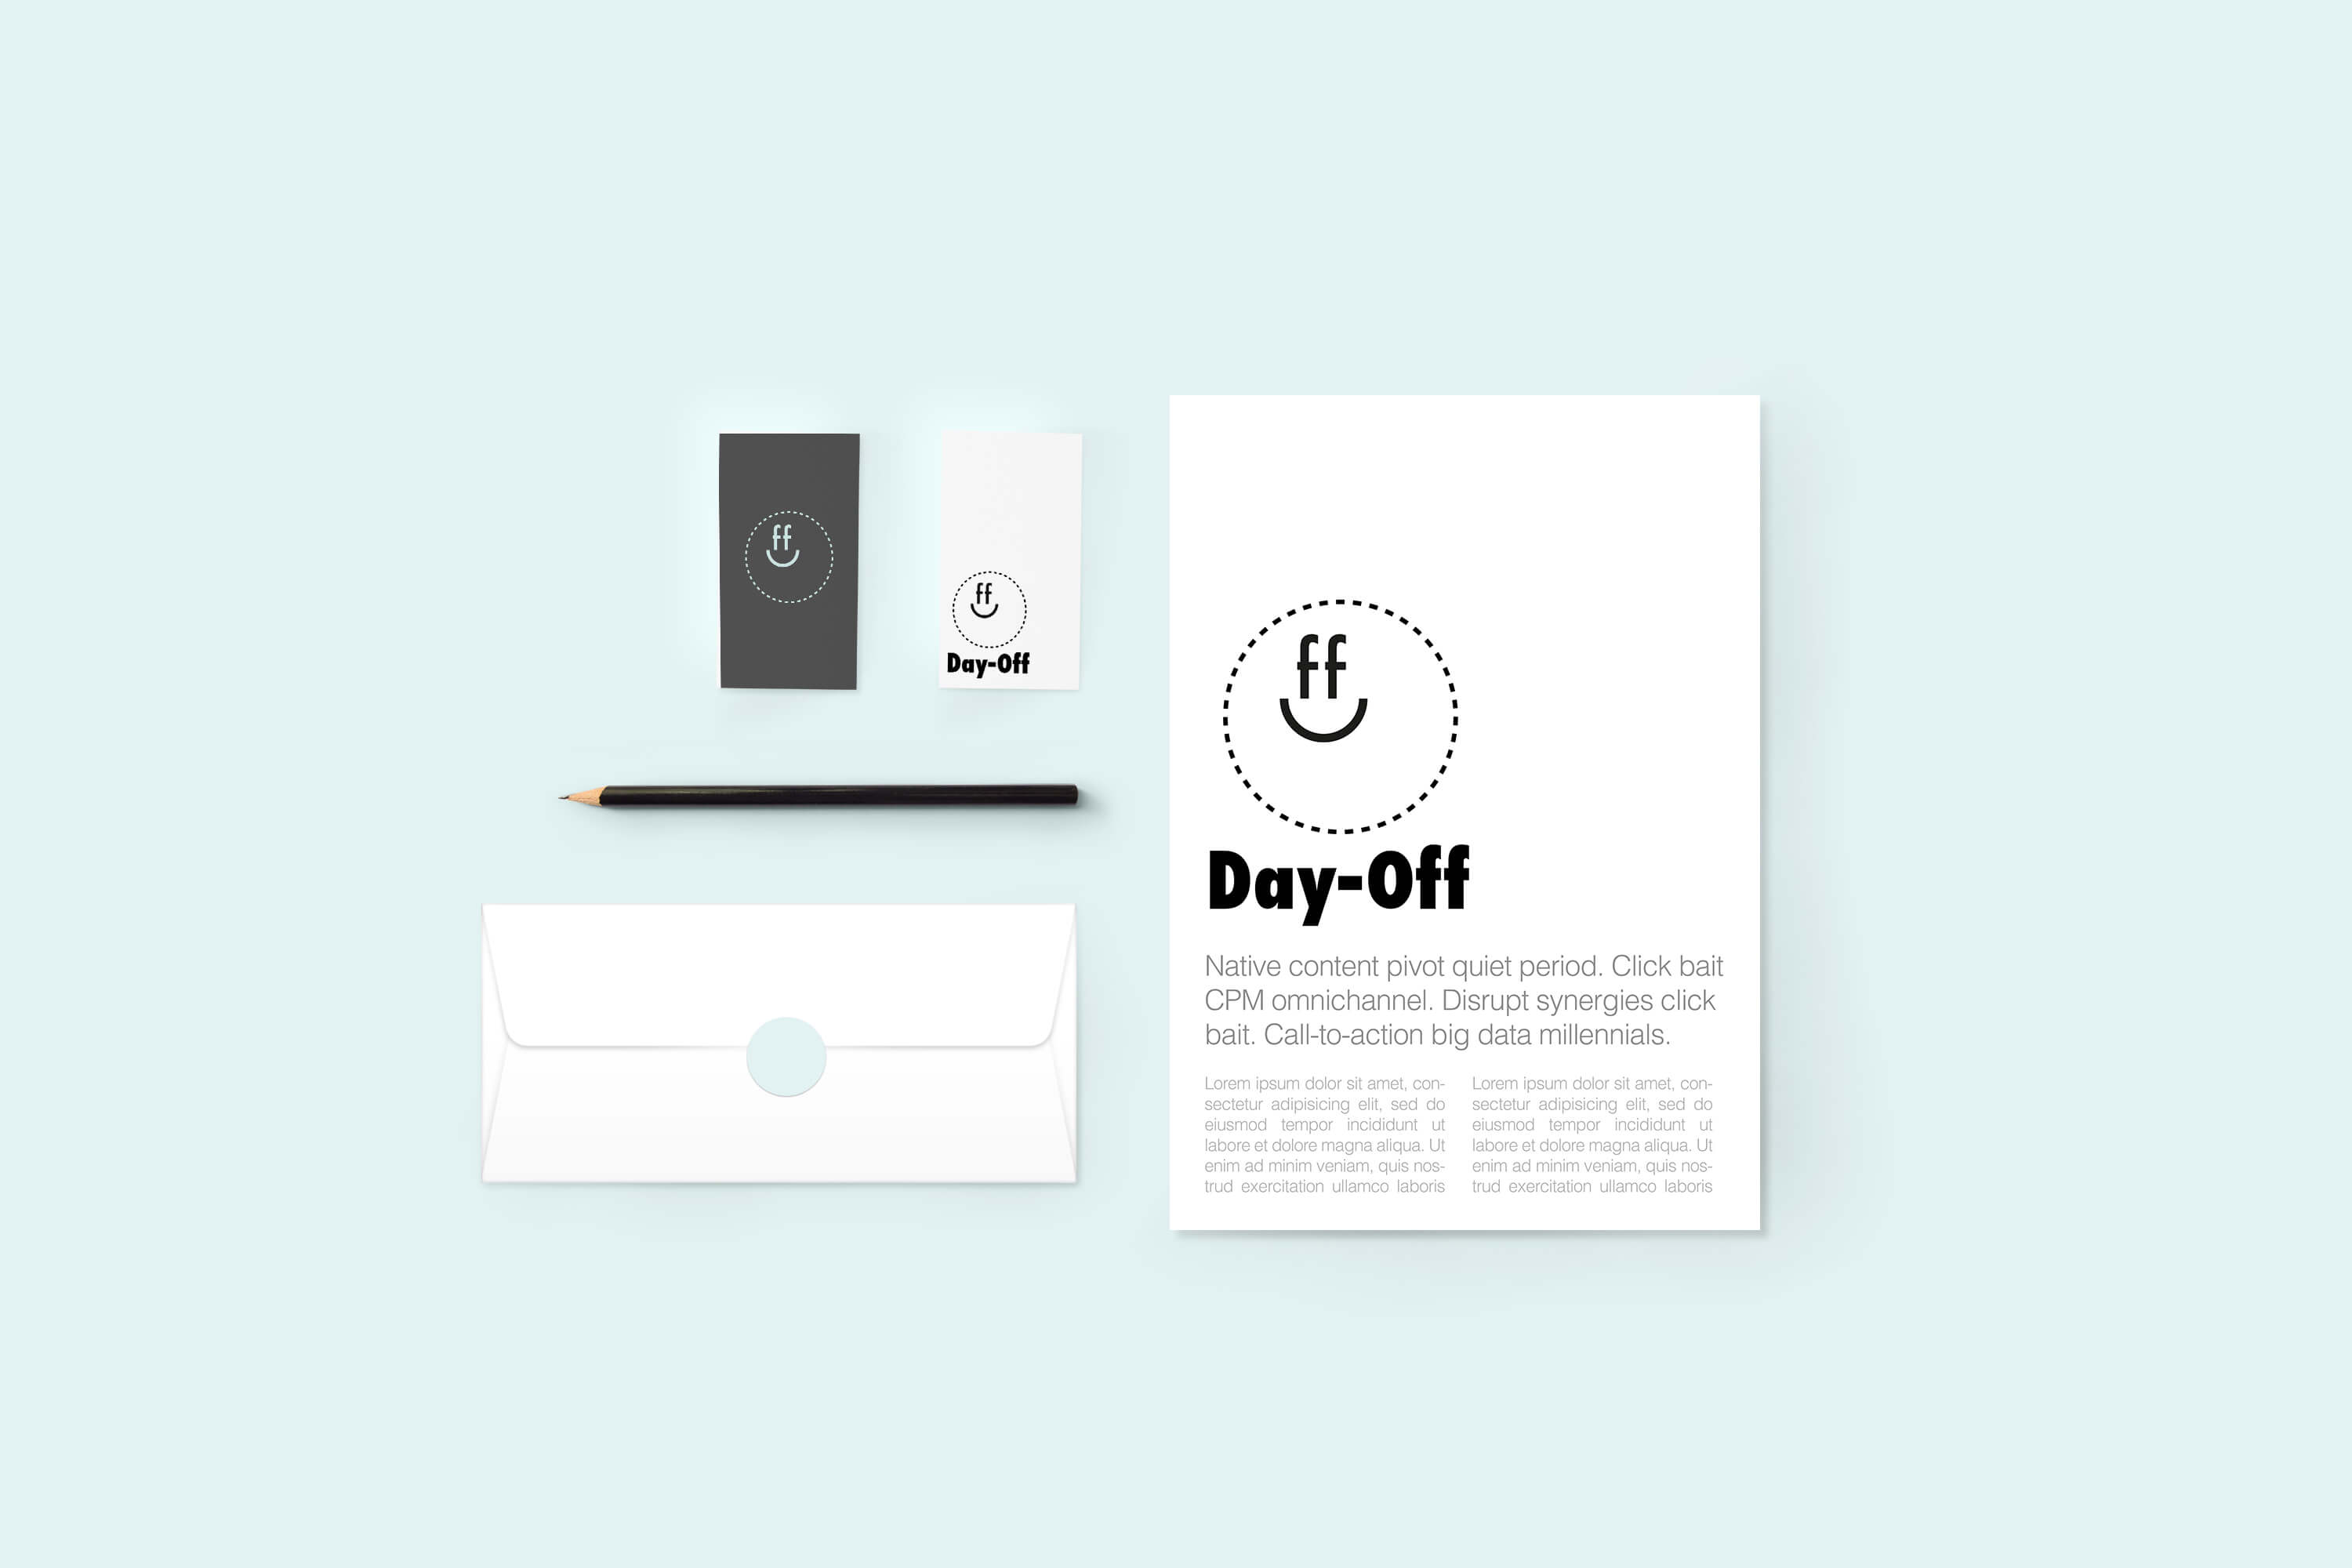 ff
ff
Day-Off
ff
Day-Off
Native content pivot quiet period. Click bait
CPM omnichannel. Disrupt synergies click
bait. Call-to-action big data millennials.
Lorem ipsum dolor sit amet, con-
sectetur adipisicing elit, sed do
eiusmod tempor incididunt ut
labore et dolore magna aliqua. Ut
enim ad minim veniam, quis nos-
trud exercitation ullamco laboris
Lorem ipsum dolor sit amet, con-
sectetur adipisicing elit, sed do
eiusmod tempor incididunt ut
labore et dolore magna aliqua. Ut
enim ad minim veniam, quis nos-
trud exercitation ullamco laboris